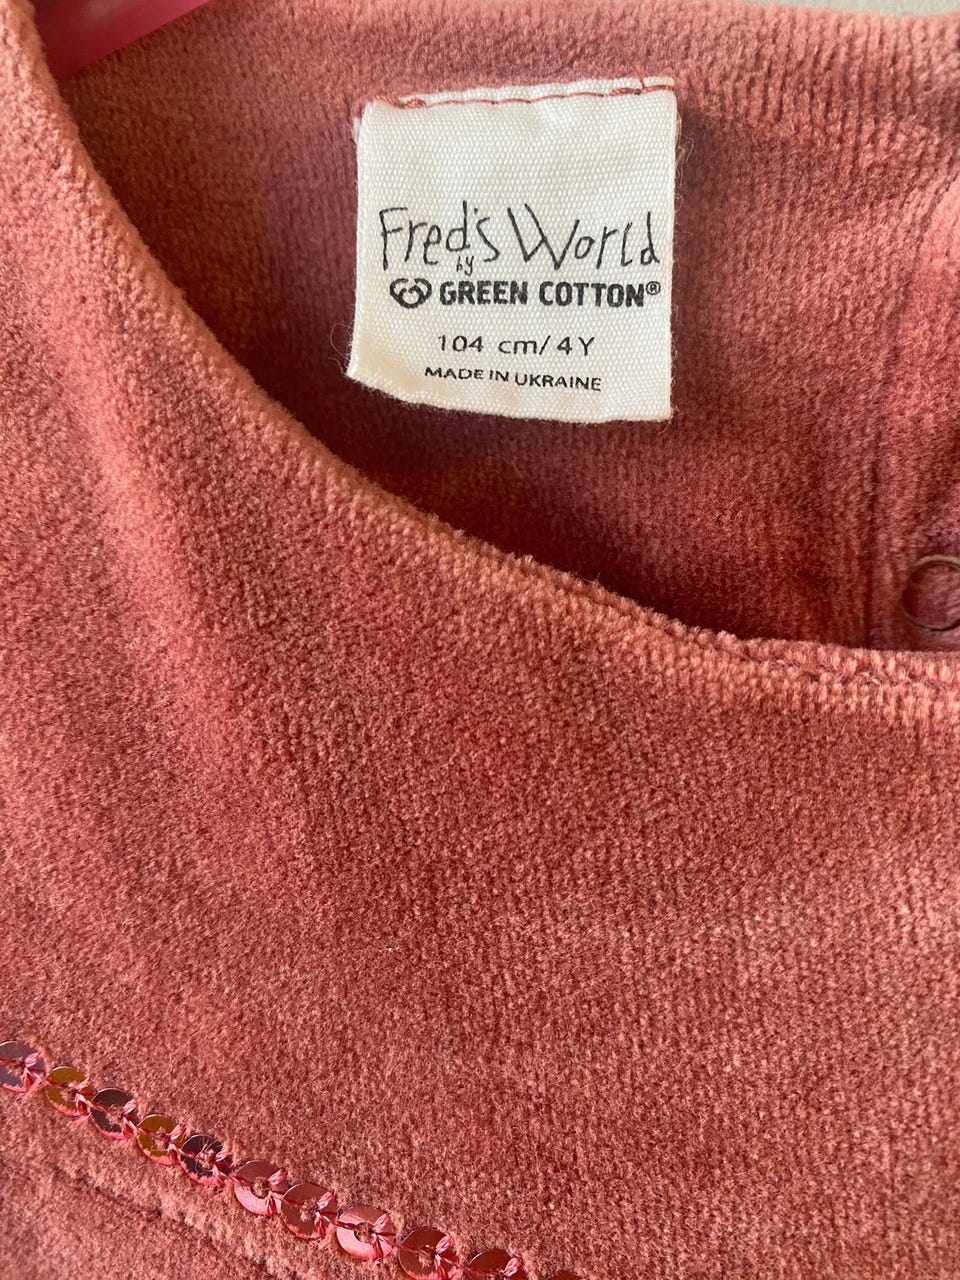 Fred's World
by
GREEN COTTON®
104 cm/ 4Y
MADE IN UKRAINE